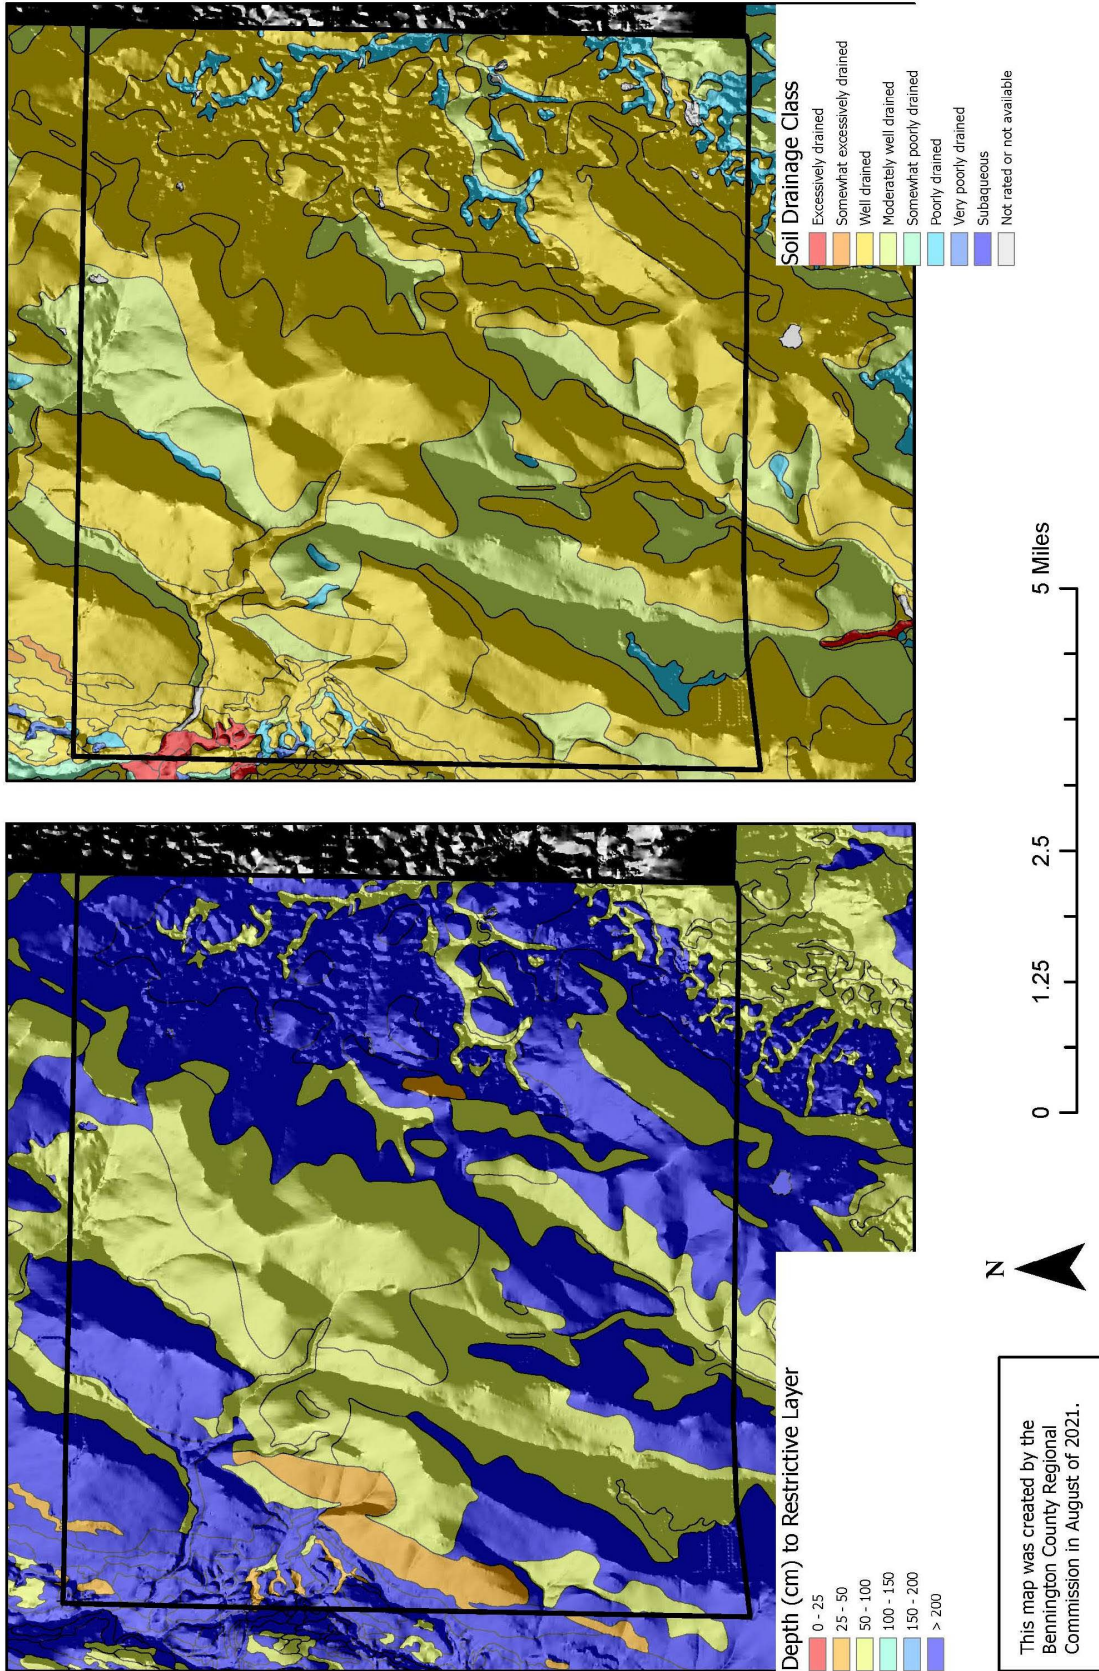 Depth (cm) to Restrictive Layer
0 - 25
25 - 50
50 - 100
100 - 150
150 - 200
> 200
Soil Drainage Class
Excessively drained
Somewhat excessively drained
Well drained
Moderately well drained
Somewhat poorly drained
Poorly drained
Very poorly drained
Subaqueous
Not rated or not available
This map was created by the
Bennington County Regional
Commission in August of 2021.
N
0 1.25 2.5 5 Miles